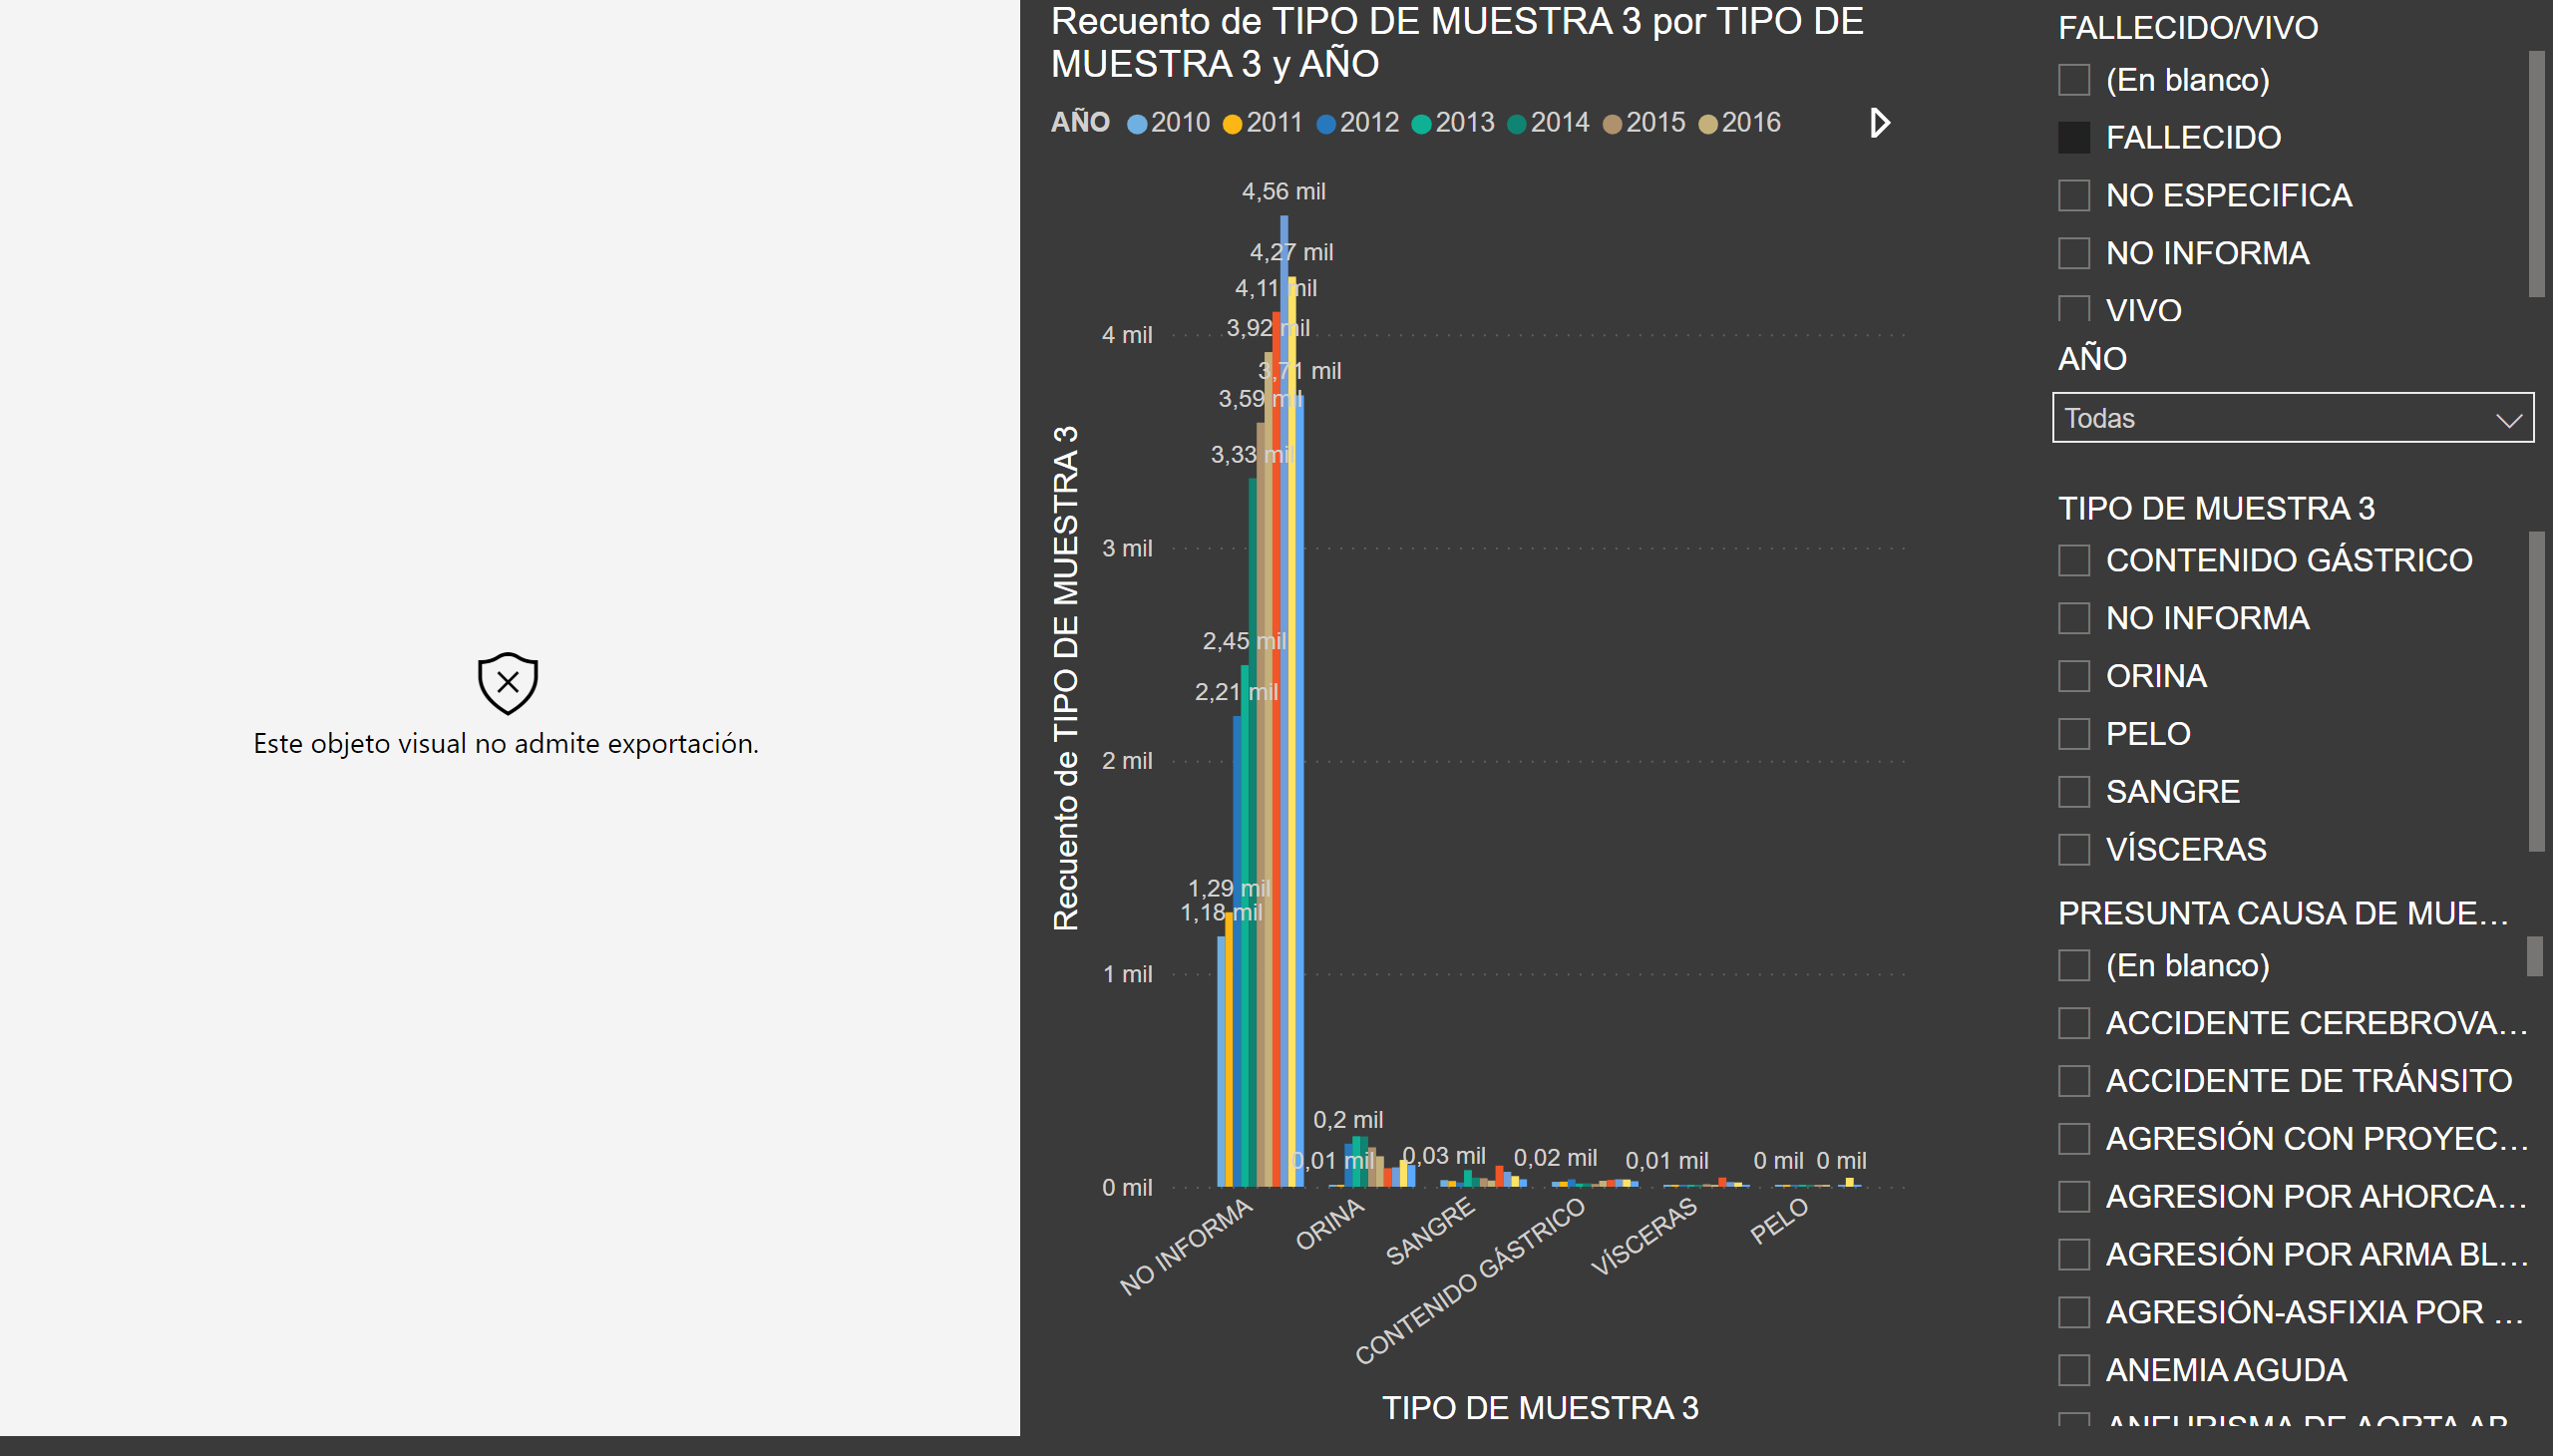 Este objeto visual no admite exportación.
Recuento de TIPO DE MUESTRA 3 por TIPO DE
MUESTRA 3 y AÑO
AÑO 2010 2011 2012 2013 2014 2015 2016
Recuento de TIPO DE MUESTRA 3
4 mil
3 mil
2 mil
1 mil
0 mil
4,56 mil
4,27 mil
4,11 mil
3,92 mil
3,71 mil
3,59 mil
3,33 mil
2,45 mil
2,21 mil
1,29 mil
1,18 mil
0,2 mil
0,01 mil
0,03 mil
0,02 mil
0,01 mil
0 mil
0 mil
NO INFORMA
ORINA
SANGRE
CONTENIDO GÁSTRICO
VÍSCERAS
PELO
TIPO DE MUESTRA 3
FALLECIDO/VIVO
(En blanco)
FALLECIDO
NO ESPECIFICA
NO INFORMA
VIVO
AÑO
Todas
TIPO DE MUESTRA 3
CONTENIDO GÁSTRICO
NO INFORMA
ORINA
PELO
SANGRE
VÍSCERAS
PRESUNTA CAUSA DE MUE…
(En blanco)
ACCIDENTE CEREBROVA…
ACCIDENTE DE TRÁNSITO
AGRESIÓN CON PROYEC…
AGRESION POR AHORCA…
AGRESIÓN POR ARMA BL…
AGRESIÓN-ASFIXIA POR …
ANEMIA AGUDA
ANEURISMA DE AORTA AB…